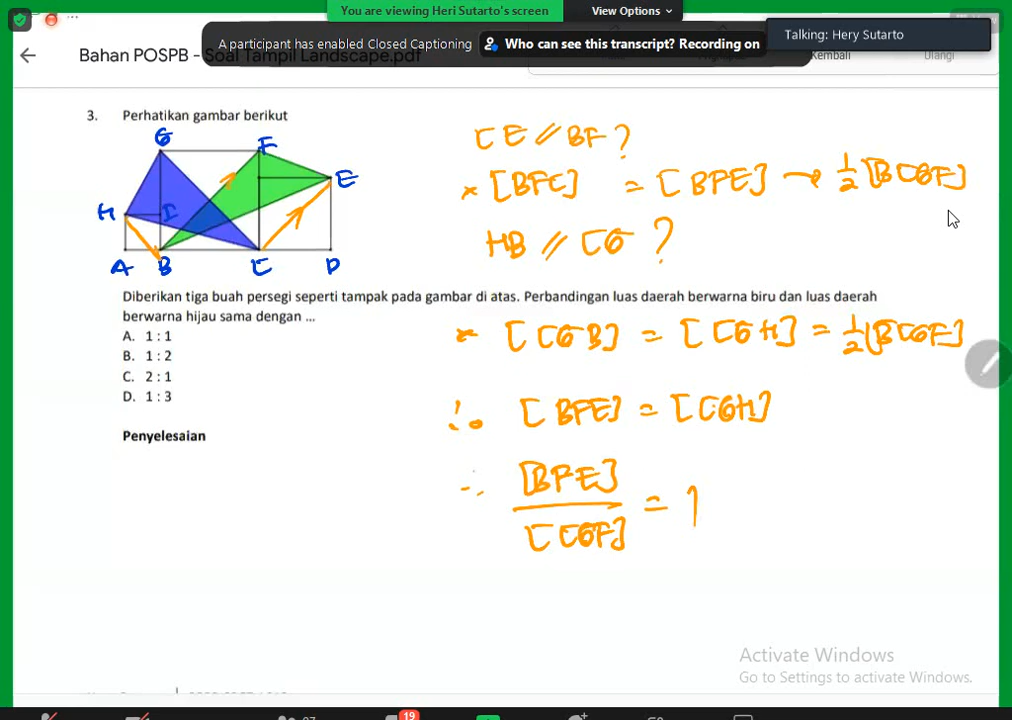 You are viewing Heri Sutarto's screen
View Options
A participant has enabled Closed Captioning
Who can see this transcript? Recording on
Talking: Hery Sutarto
Bahan POSPB - Soal Tampil Landscape.pdf
Kembali
Ulangi
3. Perhatikan gambar berikut
G
F
E
H
I
A
B
C
D
CE // BF ?
× [BFC] = [BFE] → ½ [BCGF]
HB // CG ?
Diberikan tiga buah persegi seperti tampak pada gambar di atas. Perbandingan luas daerah berwarna biru dan luas daerah
berwarna hijau sama dengan ...
A. 1 : 1
B. 1 : 2
C. 2 : 1
D. 1 : 3
Penyelesaian
× [CGB] = [CGH] = ½ [BCGF]
∴ [BFE] = [CGH]
∴ [BFE]
[CGF] = 1
Activate Windows
Go to Settings to activate Windows.
19